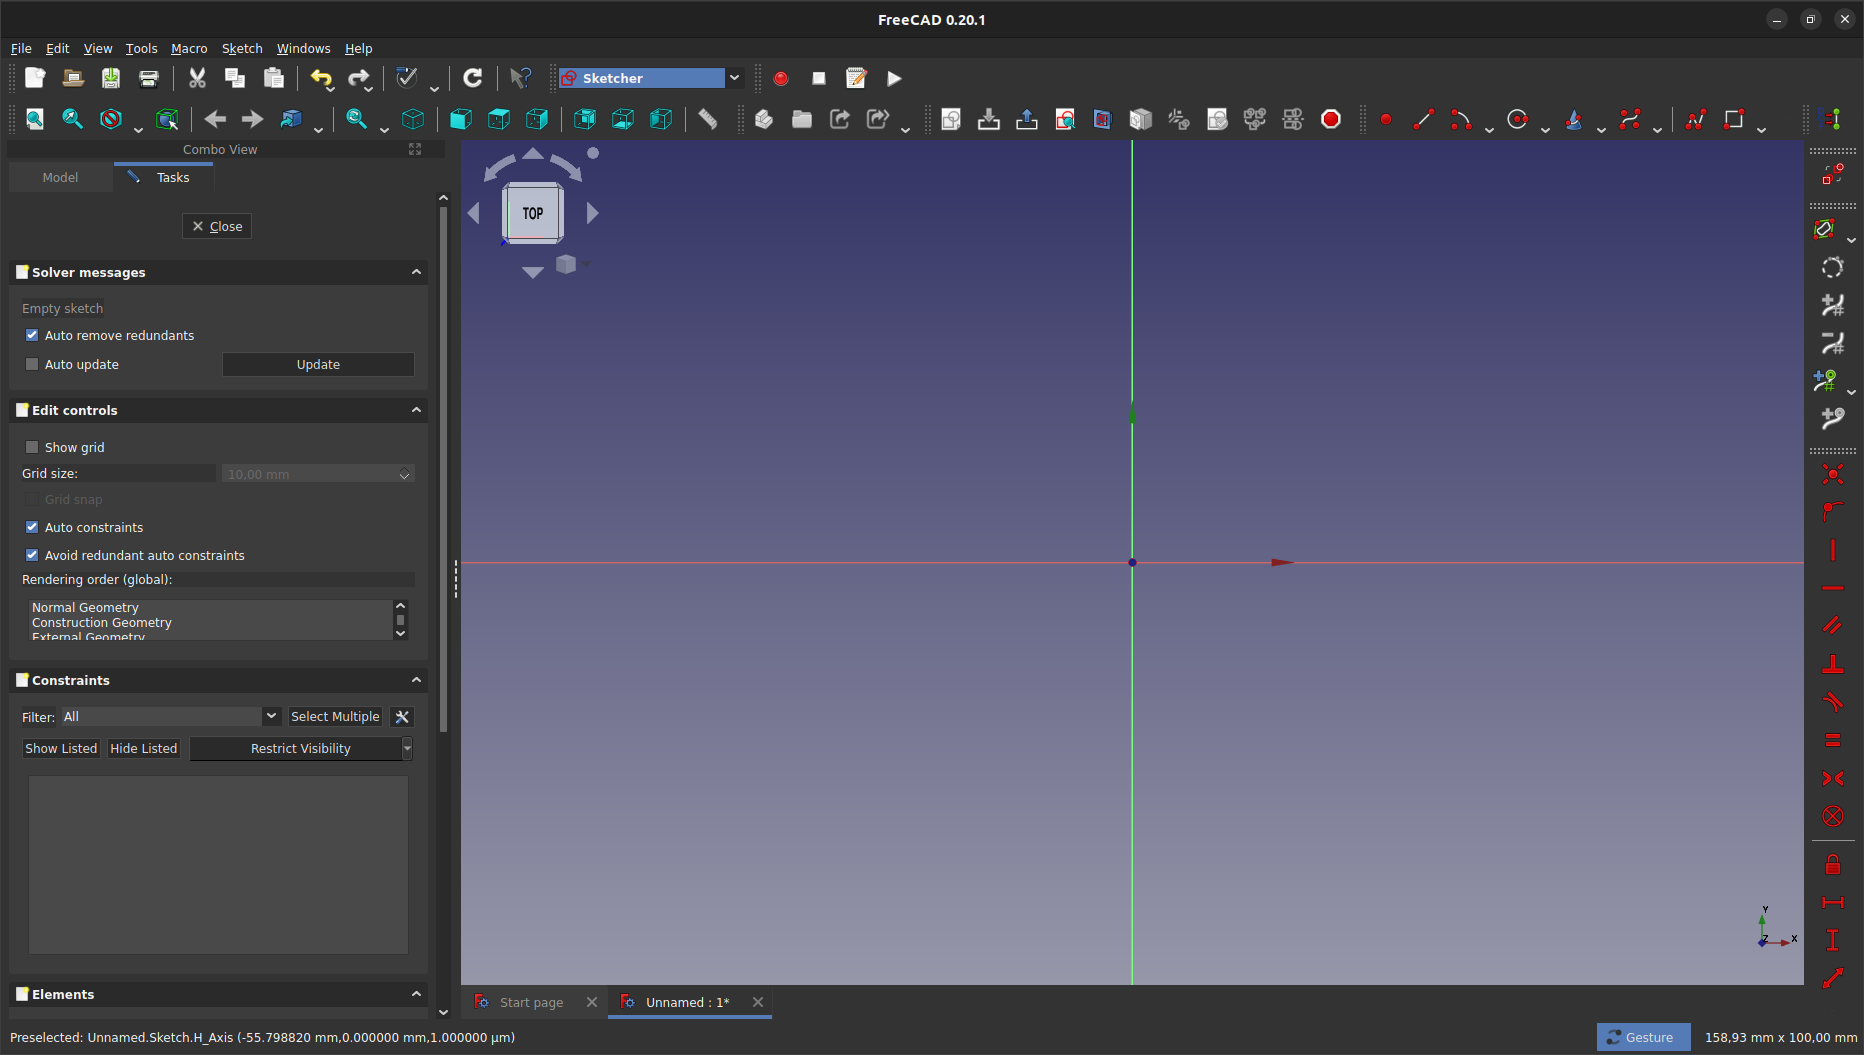 FreeCAD 0.20.1
File Edit View Tools Macro Sketch Windows Help
Sketcher
Combo View
Model Tasks
Close
Solver messages
Empty sketch
Auto remove redundants
Auto update Update
Edit controls
Show grid
Grid size: 10,00 mm
Grid snap
Auto constraints
Avoid redundant auto constraints
Rendering order (global):
Normal Geometry
Construction Geometry
External Geometry
Constraints
Filter: All Select Multiple
Show Listed Hide Listed Restrict Visibility
Elements
TOP
Y
Z X
Start page Unnamed : 1*
Preselected: Unnamed.Sketch.H_Axis (-55.798820 mm,0.000000 mm,1.000000 µm) Gesture 158,93 mm x 100,00 mm